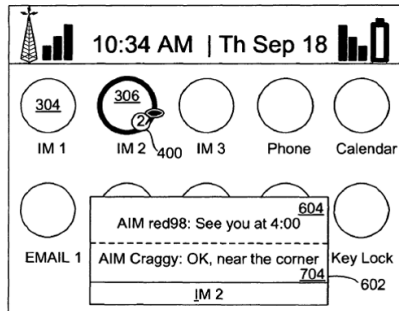 10:34 AM | Th Sep 18
304 306
2
IM 1 IM 2 400 IM 3 Phone Calendar
604
AIM red98: See you at 4:00
EMAIL 1 AIM Craggy: OK, near the corner Key Lock
704 602
IM 2